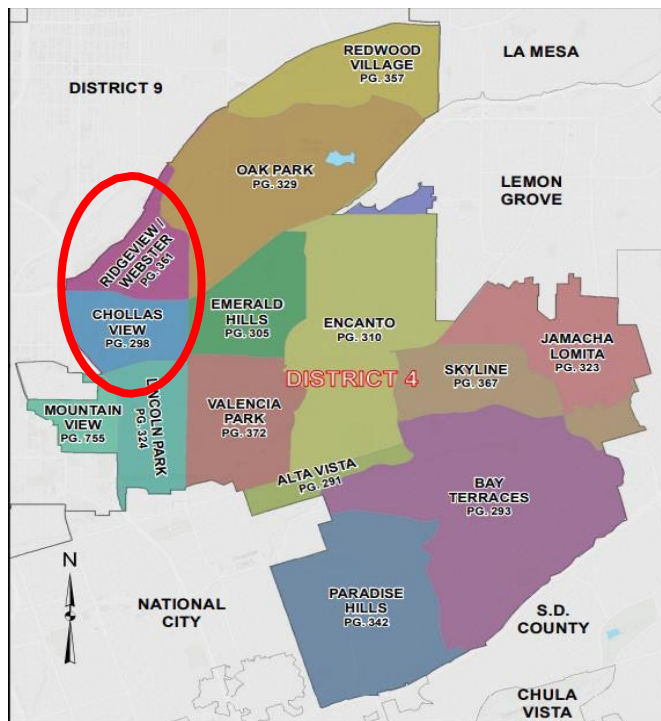 REDWOOD
VILLAGE
PG. 357
LA MESA
DISTRICT 9
OAK PARK
PG. 329
LEMON
GROVE
RIDGEVIEW /
WEBSTER
PG. 361
CHOLLAS
VIEW
PG. 298
EMERALD
HILLS
PG. 305
ENCANTO
PG. 310
JAMACHA
LOMITA
PG. 323
SKYLINE
PG. 367
DISTRICT 4
MOUNTAIN
VIEW
PG. 755
LINCOLN PARK
PG. 324
VALENCIA
PARK
PG. 372
ALTA VISTA
PG. 291
BAY
TERRACES
PG. 293
N
NATIONAL
CITY
PARADISE
HILLS
PG. 342
S.D.
COUNTY
CHULA
VISTA